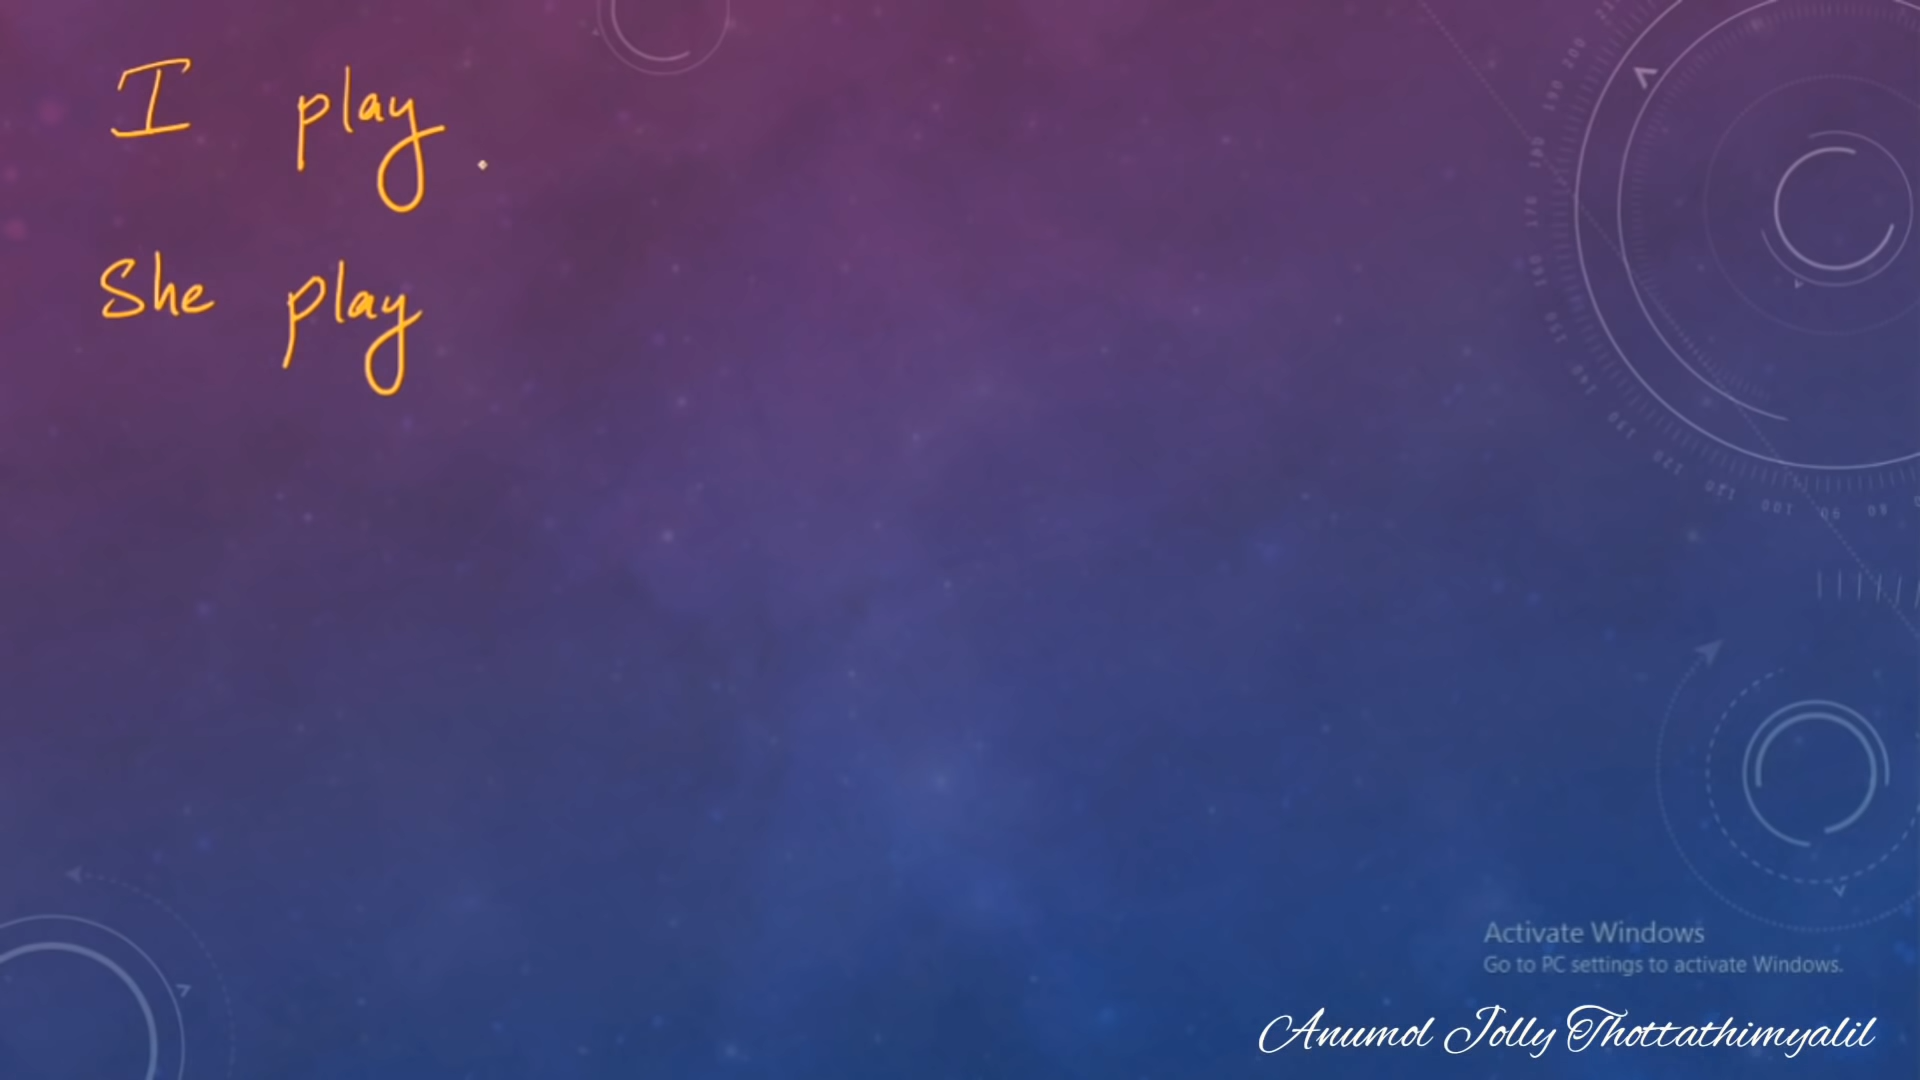 I play.
She play
Activate Windows
Go to PC settings to activate Windows.
Anumol Jolly Thottathimyalil